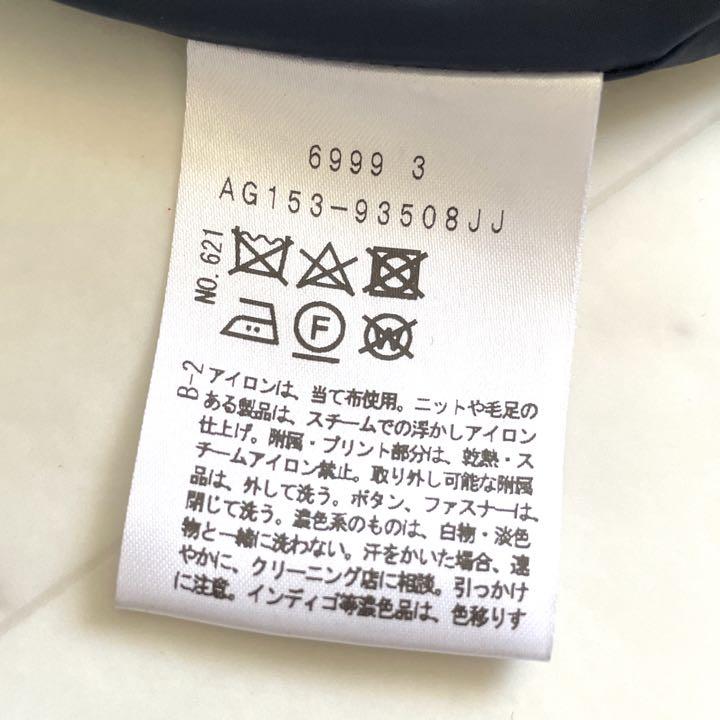 6999 3
AG153-93508JJ
NO.621
F
W
B-2
アイロンは、当て布使用。ニットや毛足の
ある製品は、スチームでの浮かしアイロン
仕上げ。附属・プリント部分は、乾熱・ス
チームアイロン禁止。取り外し可能な附属
品は、外して洗う。ボタン、ファスナーは、
閉じて洗う。濃色系のものは、白物・淡色
物と一緒に洗わない。汗をかいた場合、速
やかに、クリーニング店に相談。引っかけ
に注意。インディゴ等濃色品は、色移りす